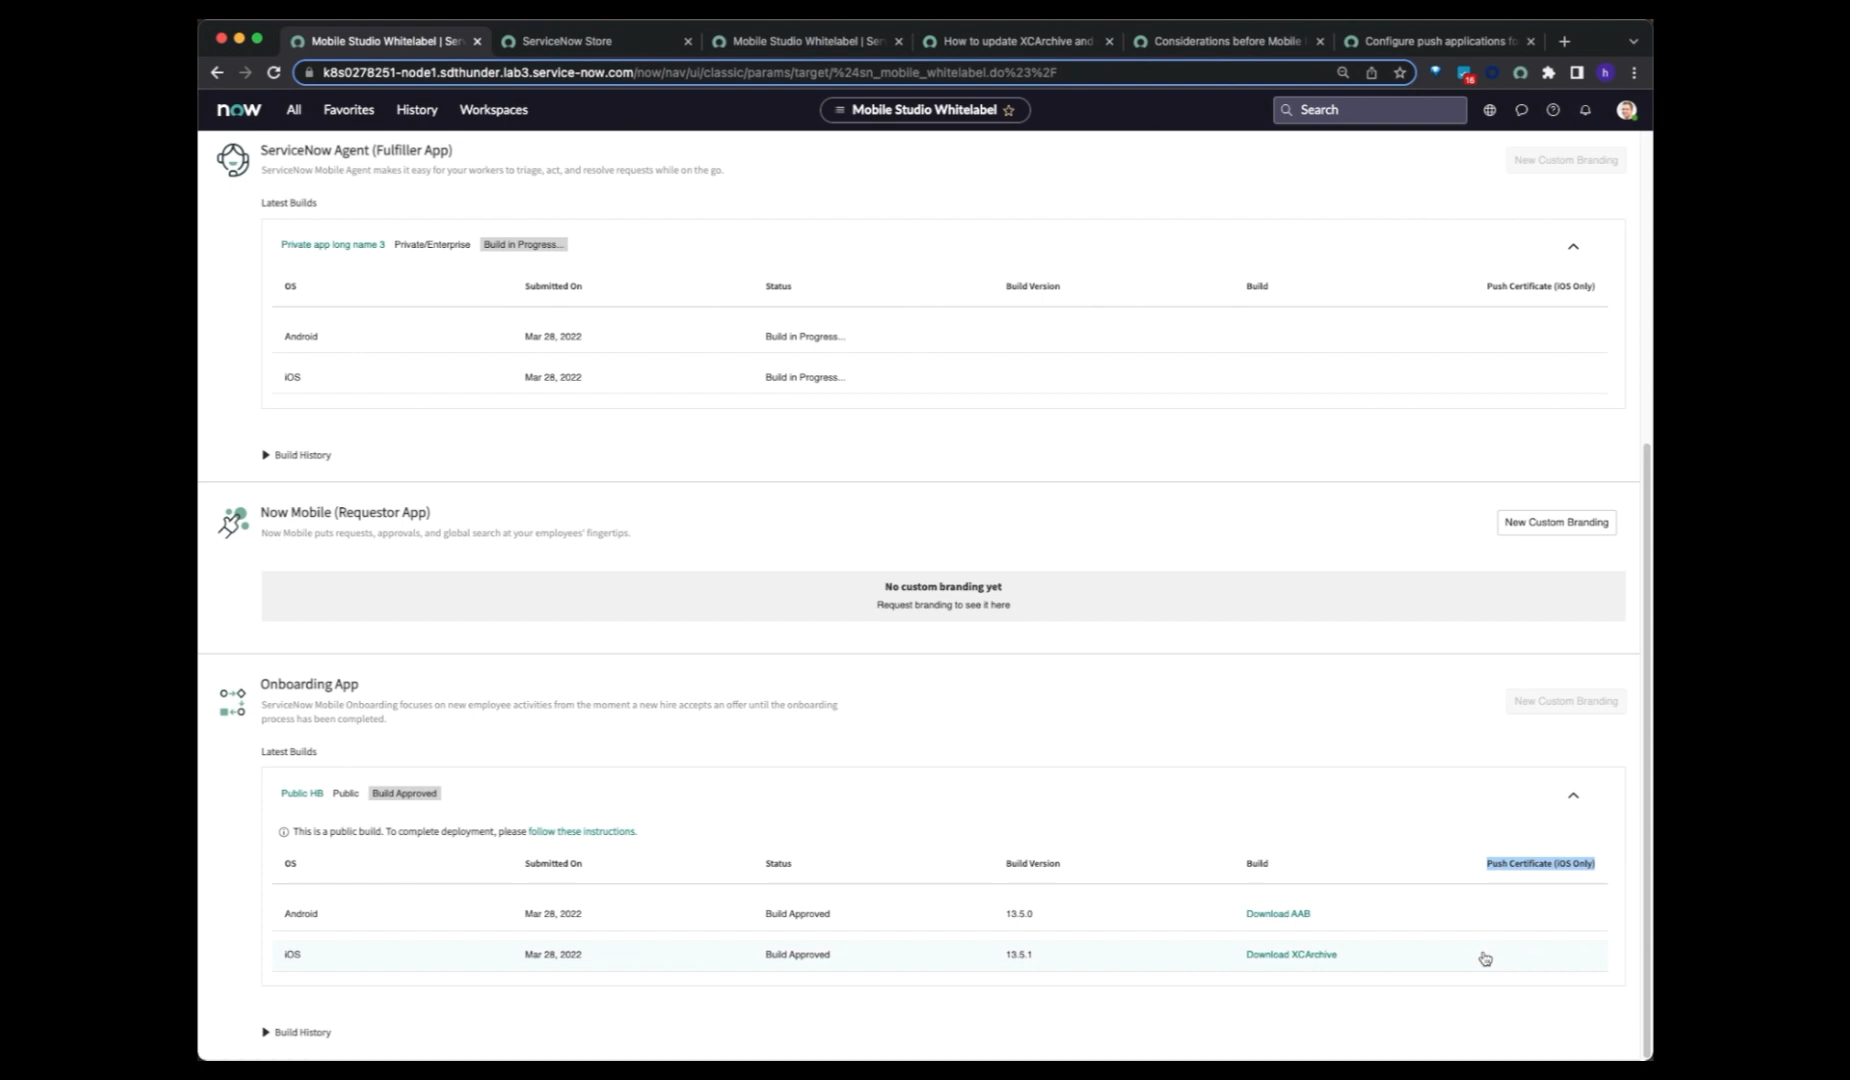 Mobile Studio Whitelabel | Ser
ServiceNow Store
Mobile Studio Whitelabel | Ser
How to update XCArchive and
Considerations before Mobile
Configure push applications fo
k8s0278251-node1.sdthunder.lab3.service-now.com/now/nav/ui/classic/params/target/%24sn_mobile_whitelabel.do%23%2F
16
h
now
All
Favorites
History
Workspaces
Mobile Studio Whitelabel
Search
ServiceNow Agent (Fulfiller App)
ServiceNow Mobile Agent makes it easy for your workers to triage, act, and resolve requests while on the go.
New Custom Branding
Latest Builds
Private app long name 3 Private/Enterprise Build in Progress...
OS Submitted On Status Build Version Build Push Certificate (iOS Only)
Android Mar 28, 2022 Build in Progress...
iOS Mar 28, 2022 Build in Progress...
Build History
Now Mobile (Requestor App)
Now Mobile puts requests, approvals, and global search at your employees' fingertips.
New Custom Branding
No custom branding yet
Request branding to see it here
Onboarding App
ServiceNow Mobile Onboarding focuses on new employee activities from the moment a new hire accepts an offer until the onboarding
process has been completed.
New Custom Branding
Latest Builds
Public HB Public Build Approved
This is a public build. To complete deployment, please follow these instructions.
OS Submitted On Status Build Version Build Push Certificate (iOS Only)
Android Mar 28, 2022 Build Approved 13.5.0 Download AAB
iOS Mar 28, 2022 Build Approved 13.5.1 Download XCArchive
Build History